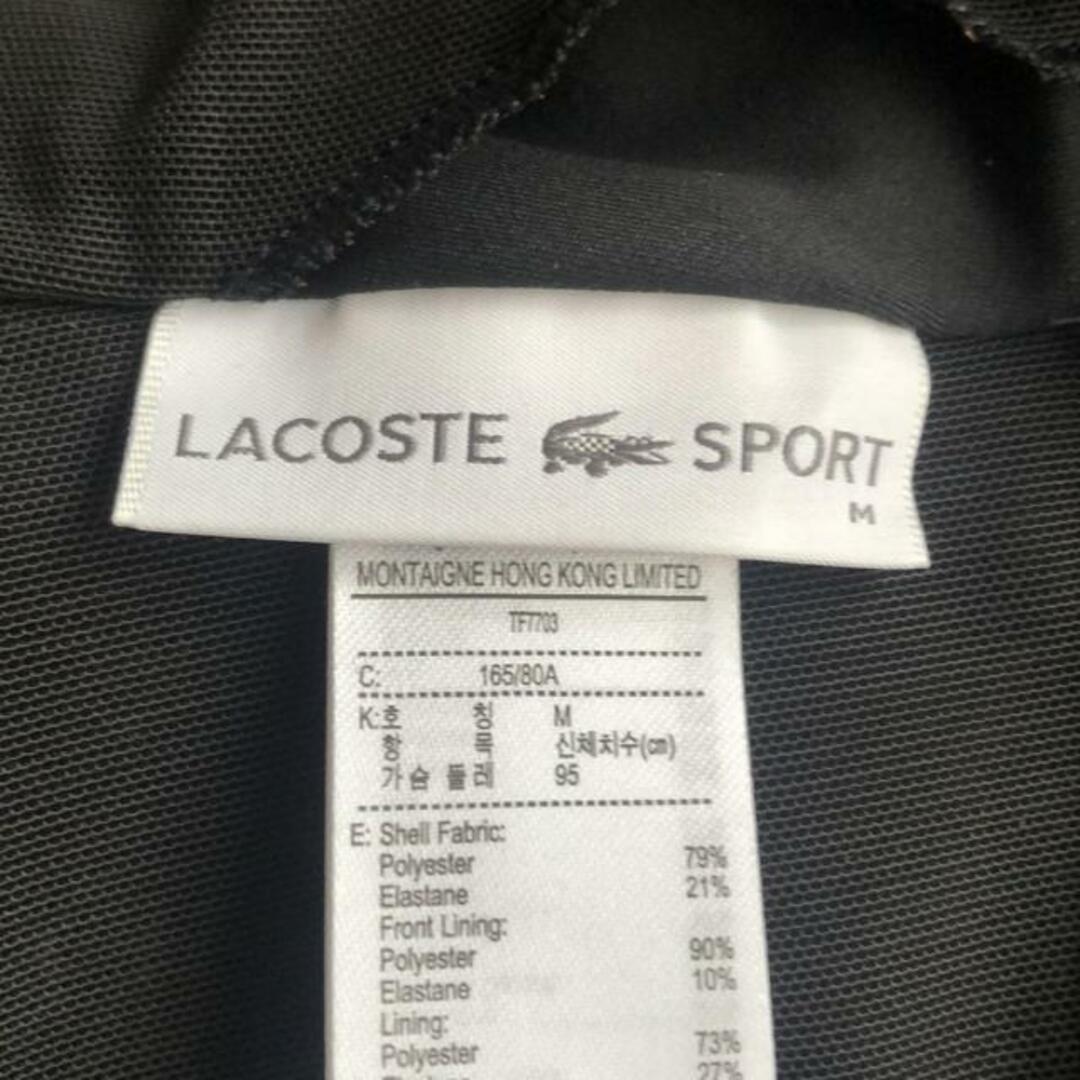 LACOSTE SPORT
M
MONTAIGNE HONG KONG LIMITED
TF7703
C: 165/80A
K:호 칭 M
항 목 신체치수(㎝)
가슴 둘레 95
E: Shell Fabric:
Polyester 79%
Elastane 21%
Front Lining:
Polyester 90%
Elastane 10%
Lining:
Polyester 73%
27%